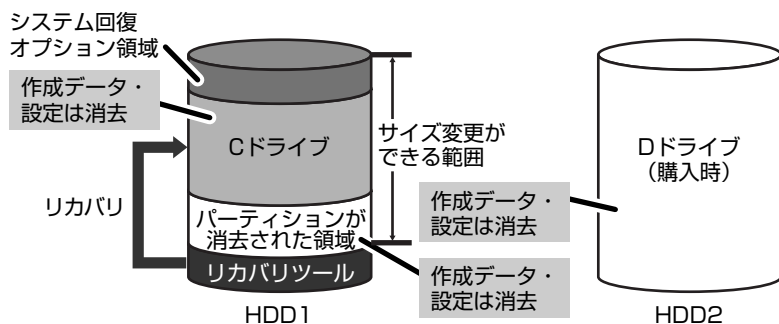 システム回復
オプション領域
作成データ・
設定は消去
Cドライブ
サイズ変更が
できる範囲
リカバリ
パーティションが
消去された領域
リカバリツール
HDD1
作成データ・
設定は消去
作成データ・
設定は消去
Dドライブ
（購入時）
HDD2